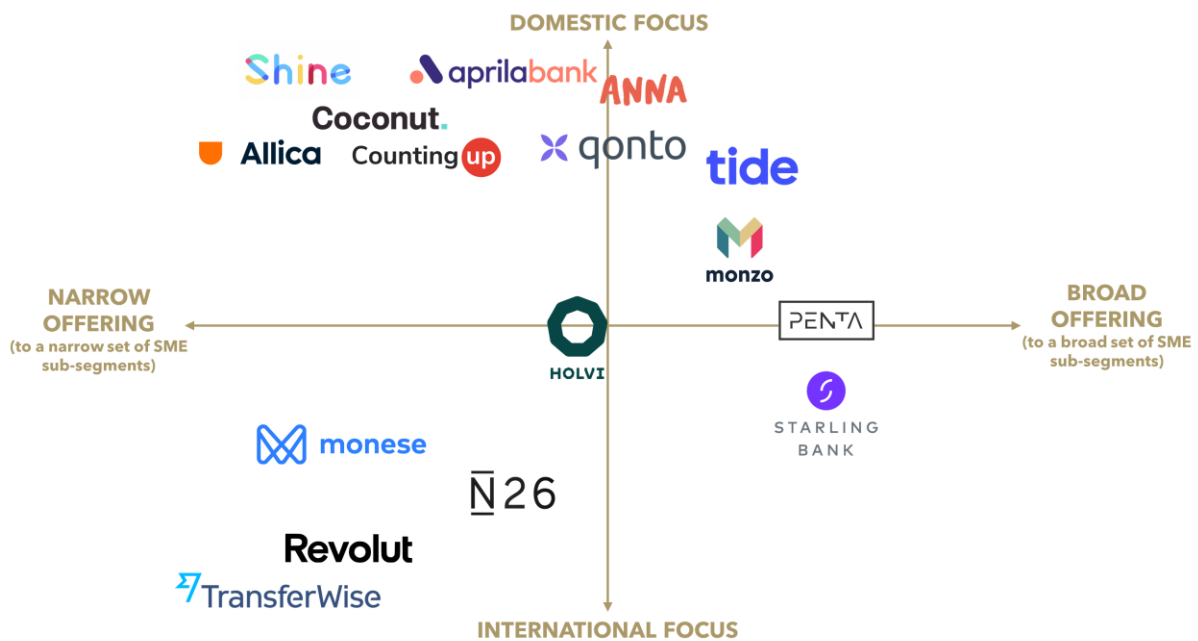 DOMESTIC FOCUS
Shine
aprilabank
ANNA
Coconut.
Allica
Counting up
qonto
tide
monzo
NARROW
OFFERING
(to a narrow set of SME
sub-segments)
HOLVI
PENTA
BROAD
OFFERING
(to a broad set of SME
sub-segments)
STARLING
BANK
monese
N26
Revolut
TransferWise
INTERNATIONAL FOCUS